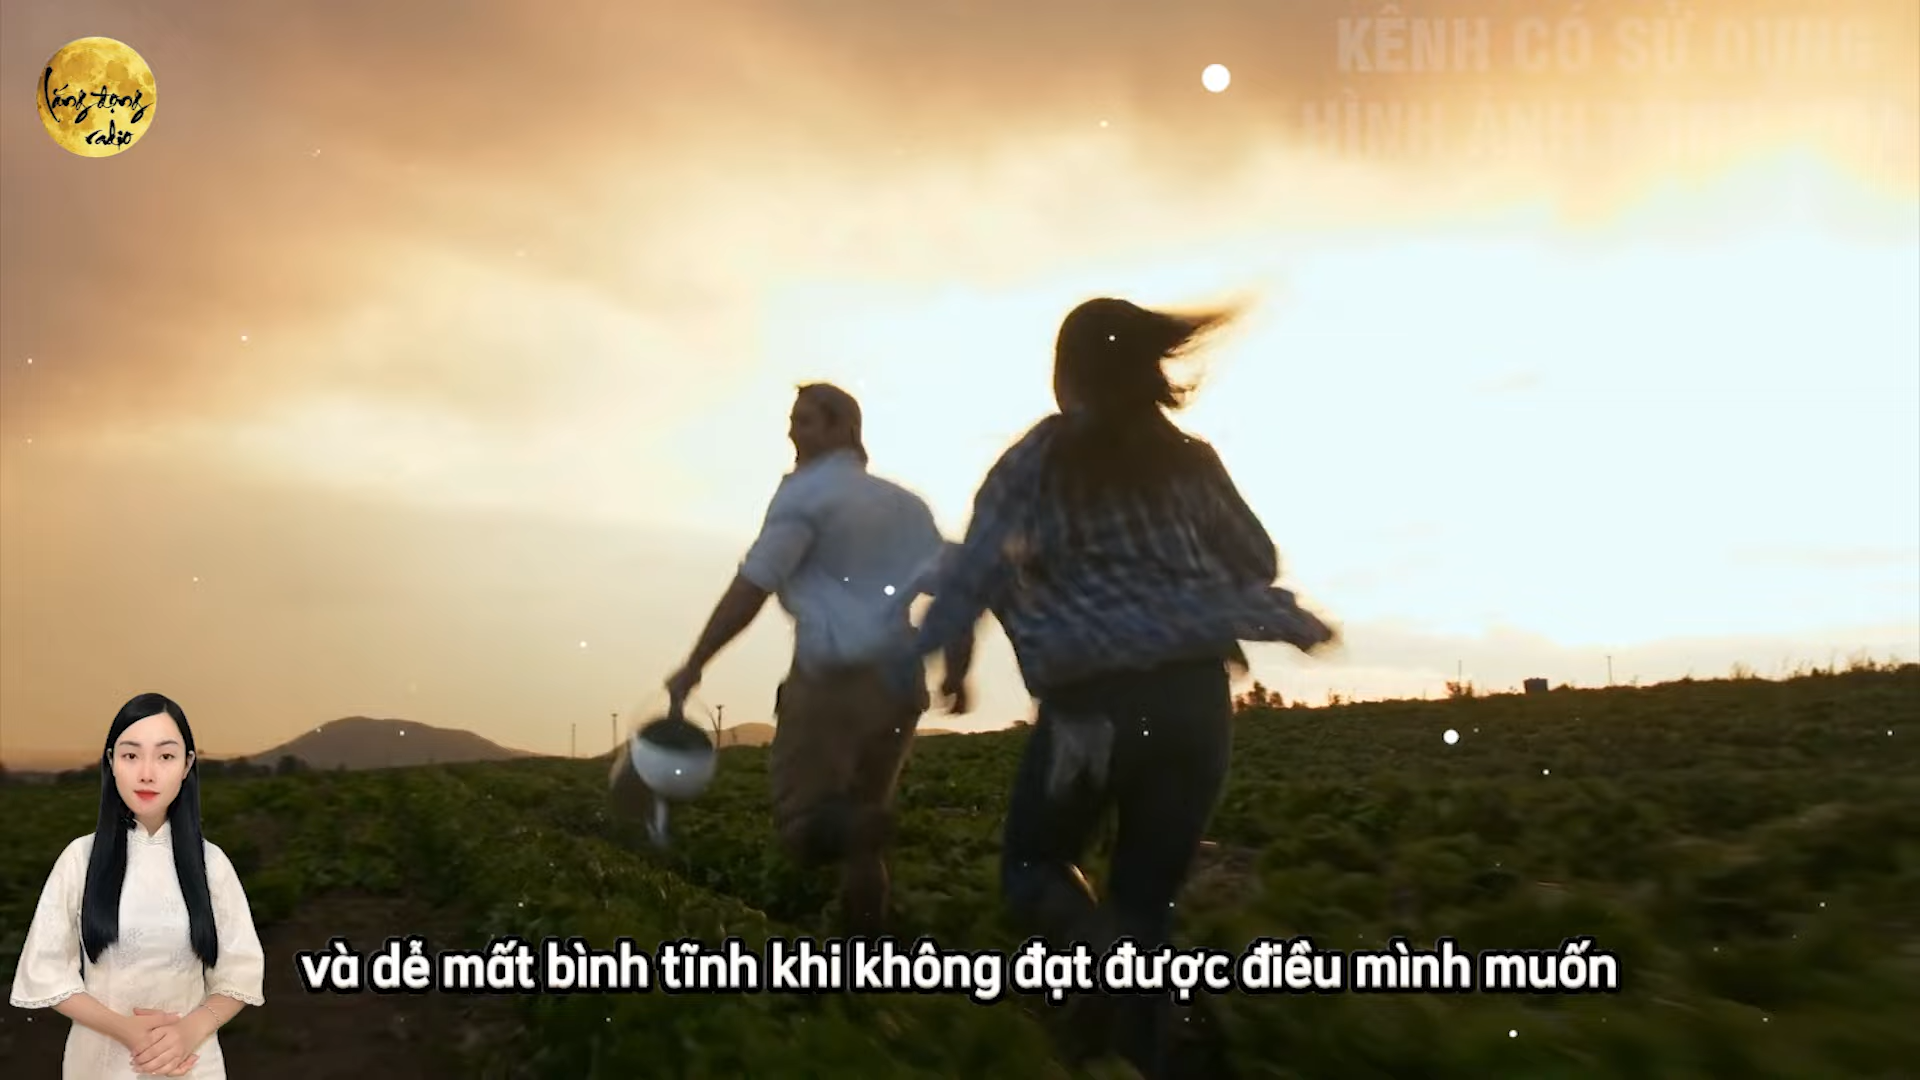 KÊNH CÓ SỬ DỤNG
HÌNH ẢNH
lắng đọng
radio
và dễ mất bình tĩnh khi không đạt được điều mình muốn